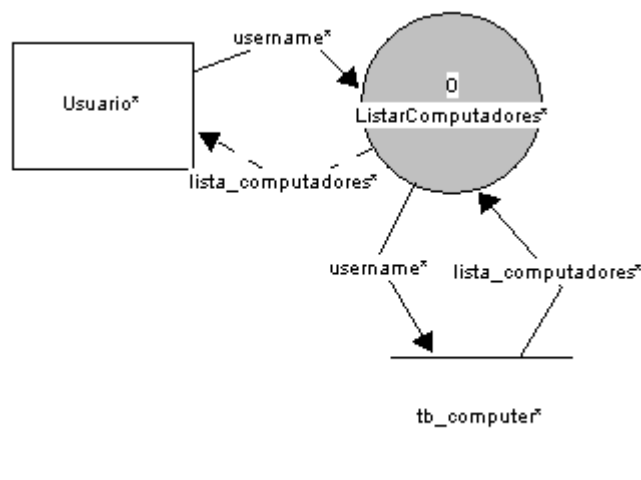 username*
Usuario*
0
ListarComputadores*
lista_computadores*
username*
lista_computadores*
tb_computer*